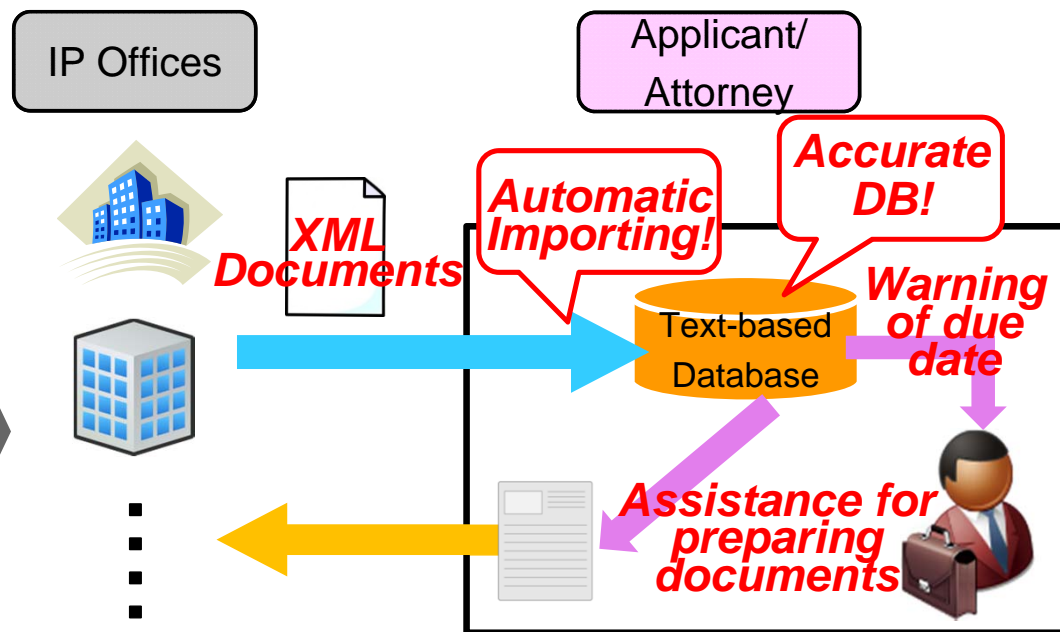 IP Offices
Applicant/
Attorney
XML
Documents
Automatic
Importing!
Accurate
DB!
Text-based
Database
Warning
of due
date
Assistance for
preparing
documents